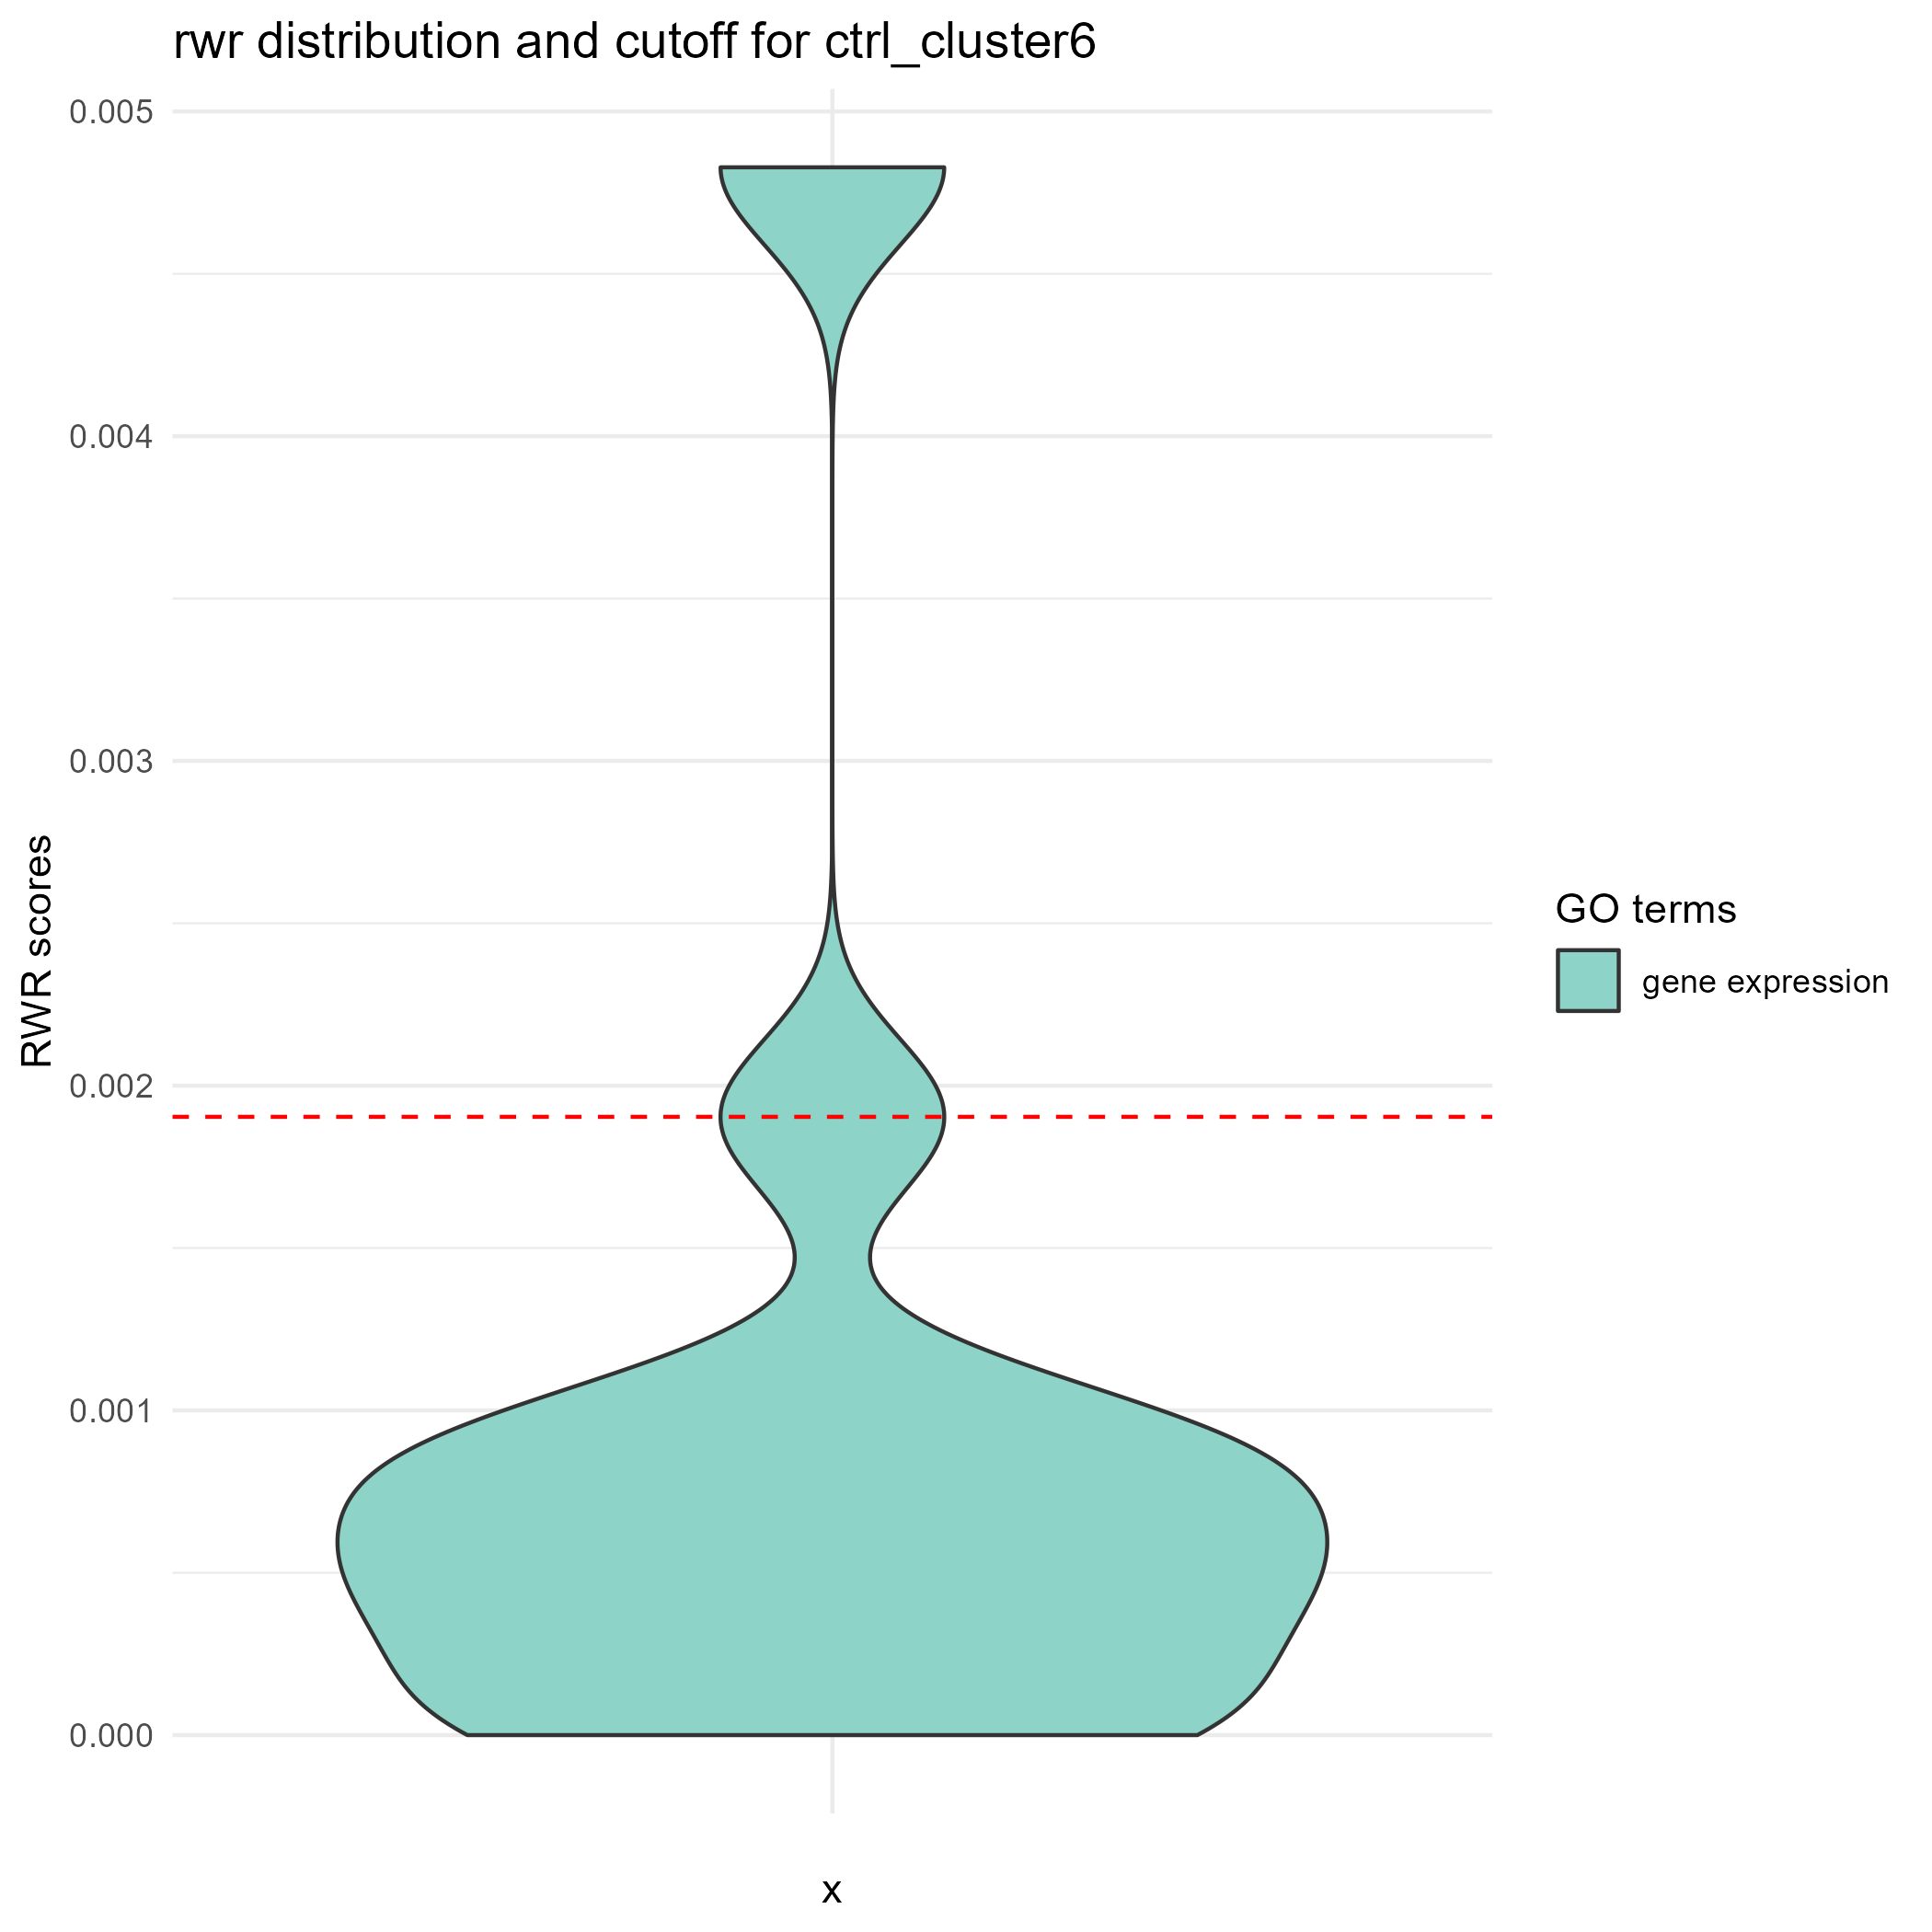 rwr distribution and cutoff for ctrl_cluster6
0.005
0.004
0.003
0.002
0.001
0.000
RWR scores
x
GO terms
gene expression